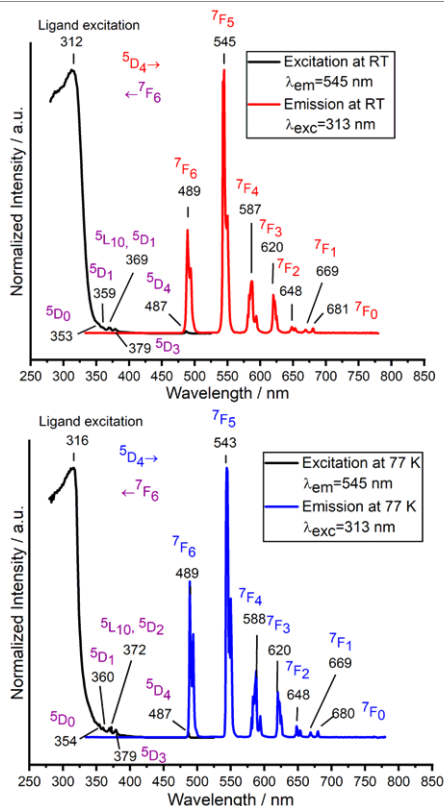 Ligand excitation
312
⁷F₅
545
⁵D₄→
←⁷F₆
Excitation at RT
λem=545 nm
Emission at RT
λexc=313 nm
⁷F₆
489
⁷F₄
587
⁷F₃
620
⁷F₂
648
⁷F₁
669
681
⁷F₀
⁵L₁₀, ⁵D₁
369
⁵D₁
359
⁵D₄
487
⁵D₀
353
379
⁵D₃
Normalized Intensity / a.u.
250 300 350 400 450 500 550 600 650 700 750 800
Wavelength / nm
Ligand excitation
316
⁷F₅
543
⁵D₄→
←⁷F₆
Excitation at 77 K
λem=545 nm
Emission at 77 K
λexc=313 nm
⁷F₆
489
⁷F₄
588
⁷F₃
620
⁷F₂
648
⁷F₁
669
680
⁷F₀
⁵L₁₀, ⁵D₂
372
⁵D₁
360
⁵D₄
487
⁵D₀
354
379
⁵D₃
Normalized Intensity / a.u.
250 300 350 400 450 500 550 600 650 700 750 800
Wavelength / nm